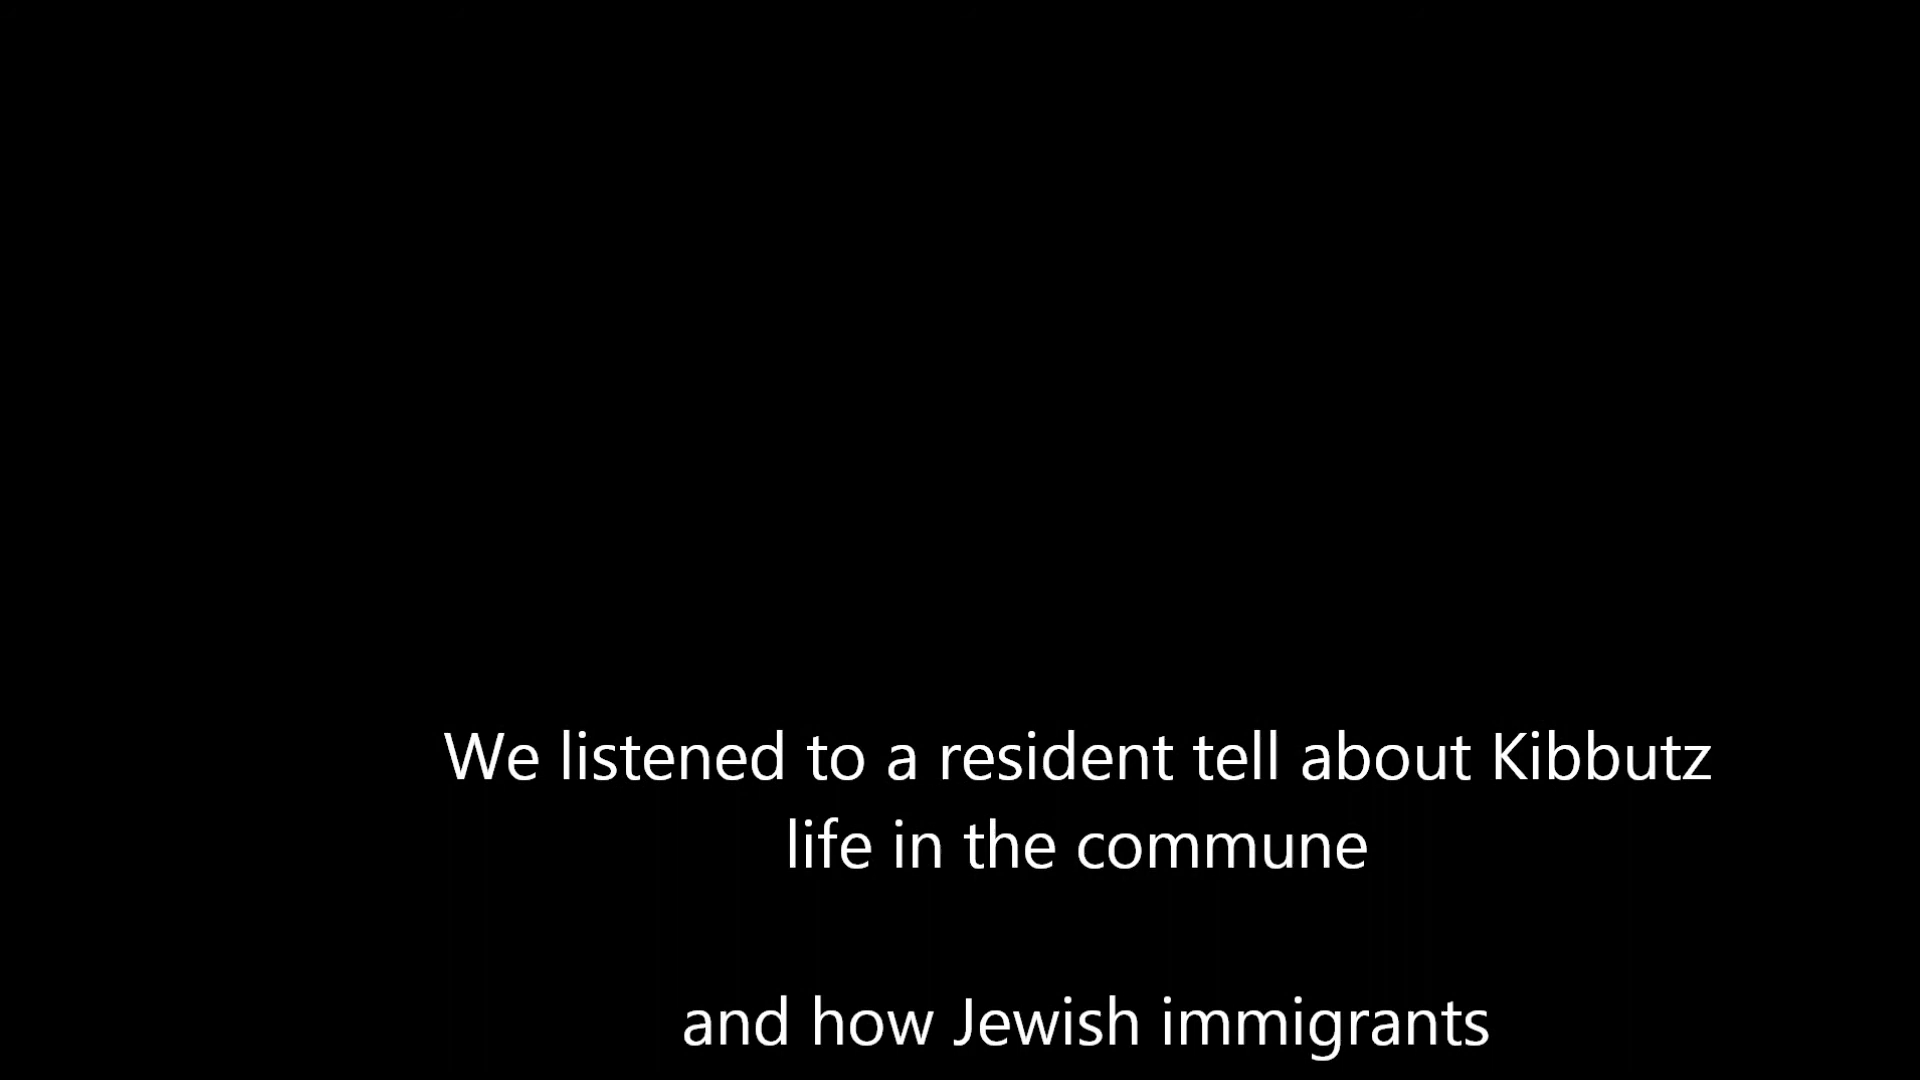 We listened to a resident tell about Kibbutz
life in the commune
and how Jewish immigrants